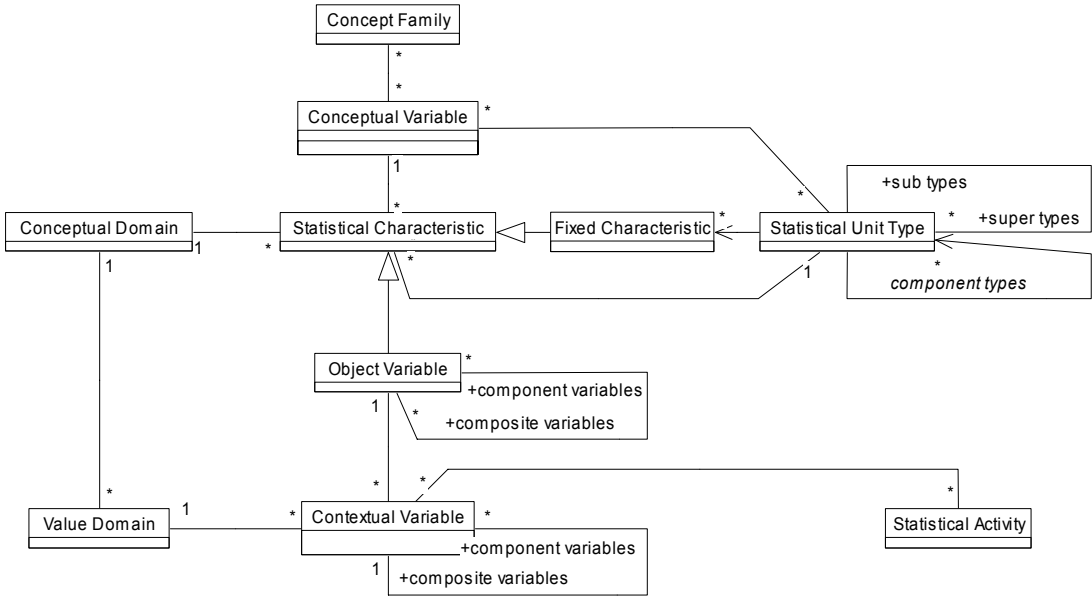 Concept Family
*
*
Conceptual Variable
*
1
*
+sub types
*
+super types
Conceptual Domain
1
*
Statistical Characteristic
*
Fixed Characteristic
*
Statistical Unit Type
1
*
component types
1
Object Variable
*
+component variables
1
*
+composite variables
*
*
*
*
Value Domain
1
*
Contextual Variable
*
+component variables
1
+composite variables
Statistical Activity